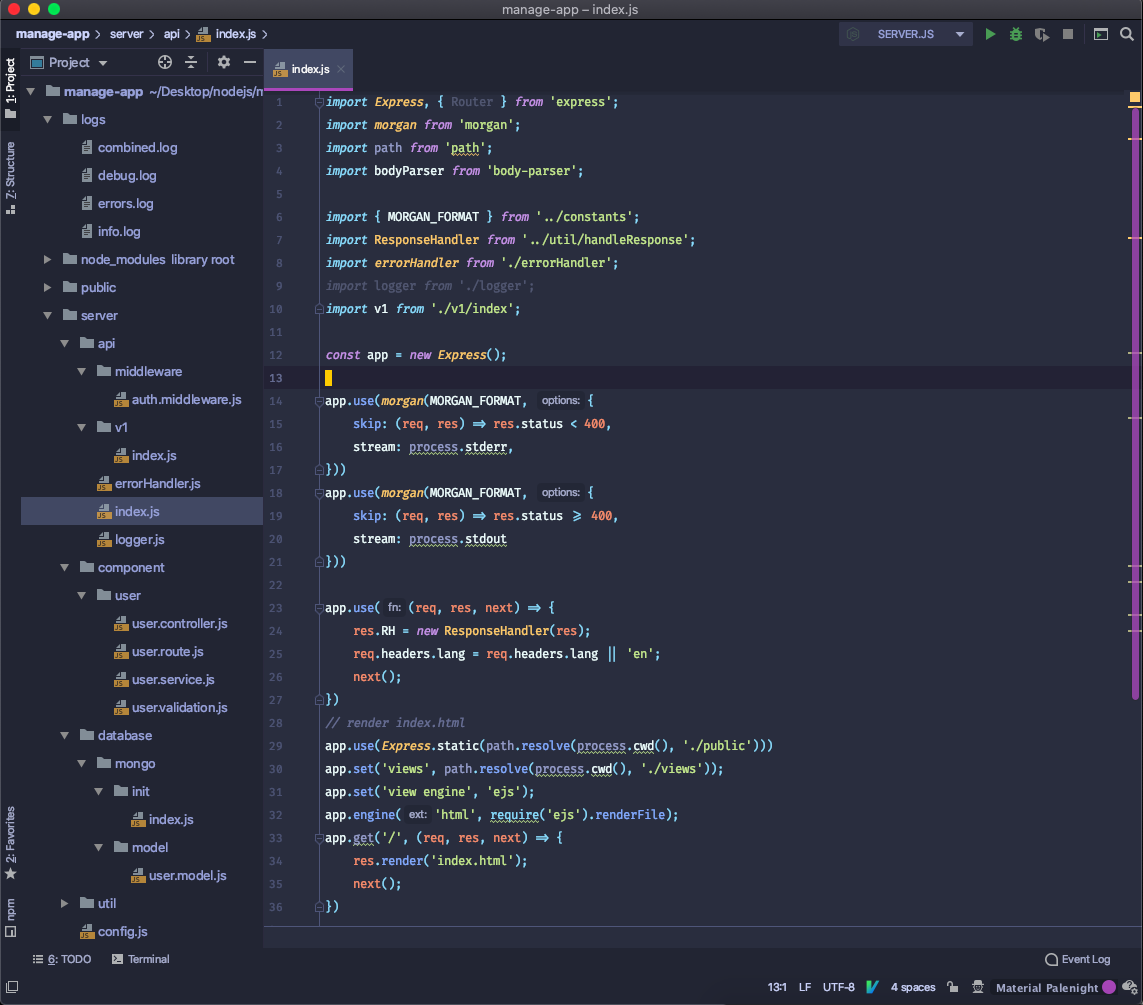 manage-app – index.js
manage-app > server > api > index.js >
SERVER.JS
1: Project
Z: Structure
2: Favorites
npm
Project
manage-app ~/Desktop/nodejs/m
logs
combined.log
debug.log
errors.log
info.log
node_modules library root
public
server
api
middleware
auth.middleware.js
v1
index.js
errorHandler.js
index.js
logger.js
component
user
user.controller.js
user.route.js
user.service.js
user.validation.js
database
mongo
init
index.js
model
user.model.js
util
config.js
index.js
1 import Express, { Router } from 'express';
2 import morgan from 'morgan';
3 import path from 'path';
4 import bodyParser from 'body-parser';
5
6 import { MORGAN_FORMAT } from '../constants';
7 import ResponseHandler from '../util/handleResponse';
8 import errorHandler from './errorHandler';
9 import logger from './logger';
10 import v1 from './v1/index';
11
12 const app = new Express();
13
14 app.use(morgan(MORGAN_FORMAT, options: {
15 skip: (req, res) => res.status < 400,
16 stream: process.stderr,
17 }))
18 app.use(morgan(MORGAN_FORMAT, options: {
19 skip: (req, res) => res.status >= 400,
20 stream: process.stdout
21 }))
22
23 app.use( fn: (req, res, next) => {
24 res.RH = new ResponseHandler(res);
25 req.headers.lang = req.headers.lang || 'en';
26 next();
27 })
28 // render index.html
29 app.use(Express.static(path.resolve(process.cwd(), './public')))
30 app.set('views', path.resolve(process.cwd(), './views'));
31 app.set('view engine', 'ejs');
32 app.engine( ext: 'html', require('ejs').renderFile);
33 app.get('/', (req, res, next) => {
34 res.render('index.html');
35 next();
36 })
6: TODO Terminal Event Log
13:1 LF UTF-8 4 spaces Material Palenight